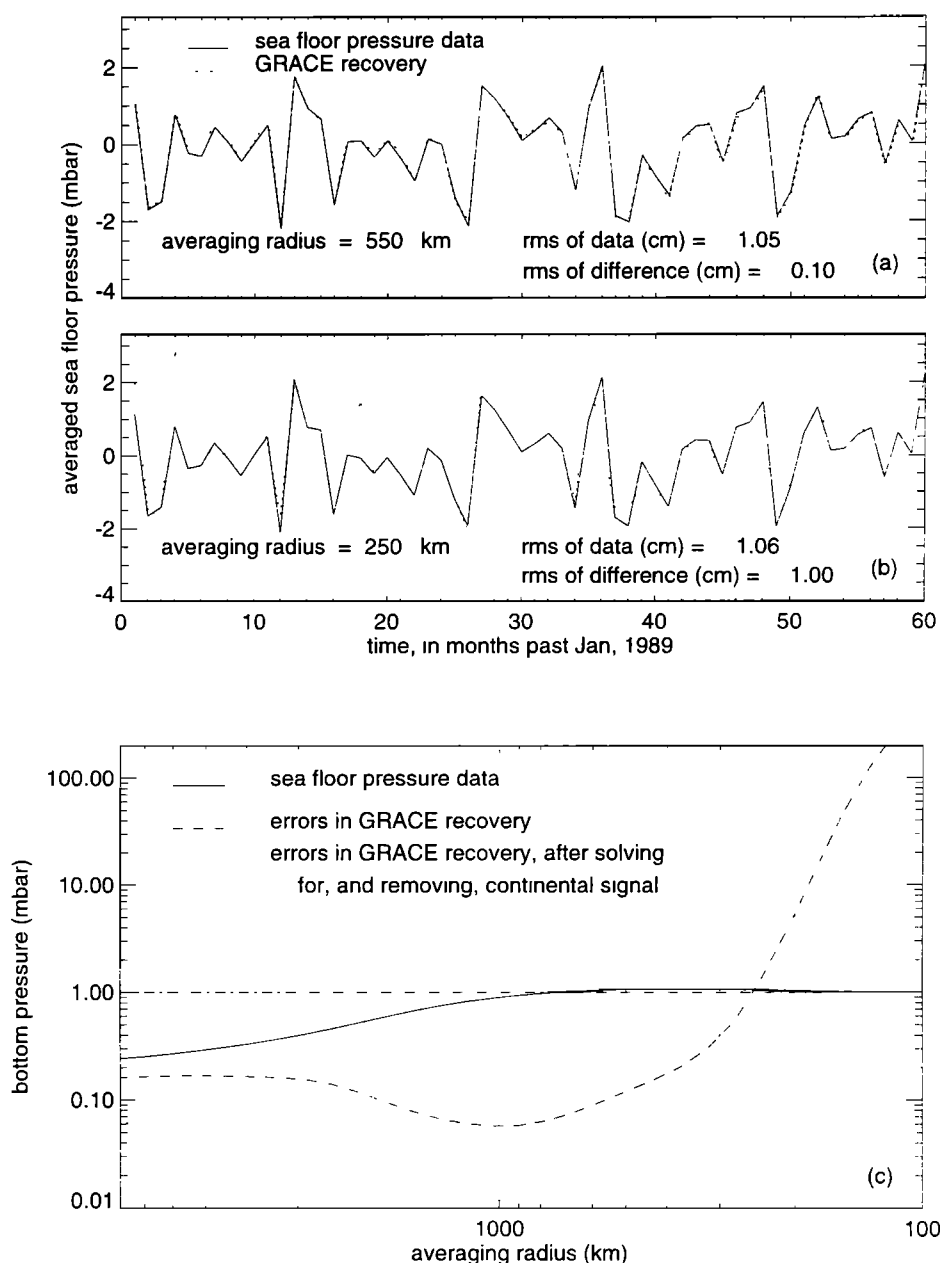 sea floor pressure data
GRACE recovery
2
0
-2
-4
averaging radius = 550 km
rms of data (cm) = 1.05
rms of difference (cm) = 0.10
(a)
averaged sea floor pressure (mbar)
2
0
-2
-4
averaging radius = 250 km
rms of data (cm) = 1.06
rms of difference (cm) = 1.00
(b)
0 10 20 30 40 50 60
time, in months past Jan, 1989
sea floor pressure data
errors in GRACE recovery
errors in GRACE recovery, after solving
for, and removing, continental signal
bottom pressure (mbar)
100.00
10.00
1.00
0.10
0.01
(c)
1000 100
averaging radius (km)